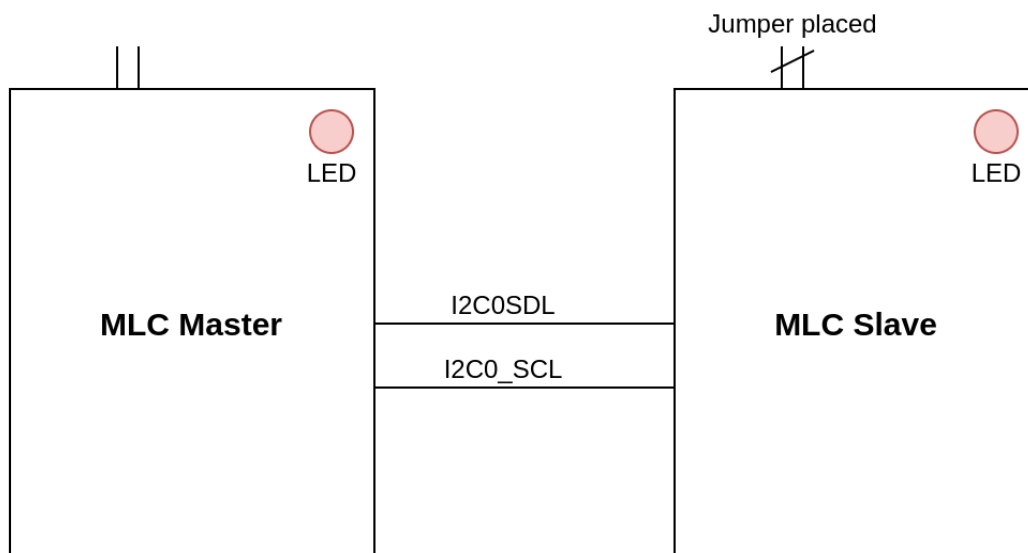 Jumper placed
LED
LED
I2C0SDL
MLC Master
MLC Slave
I2C0_SCL